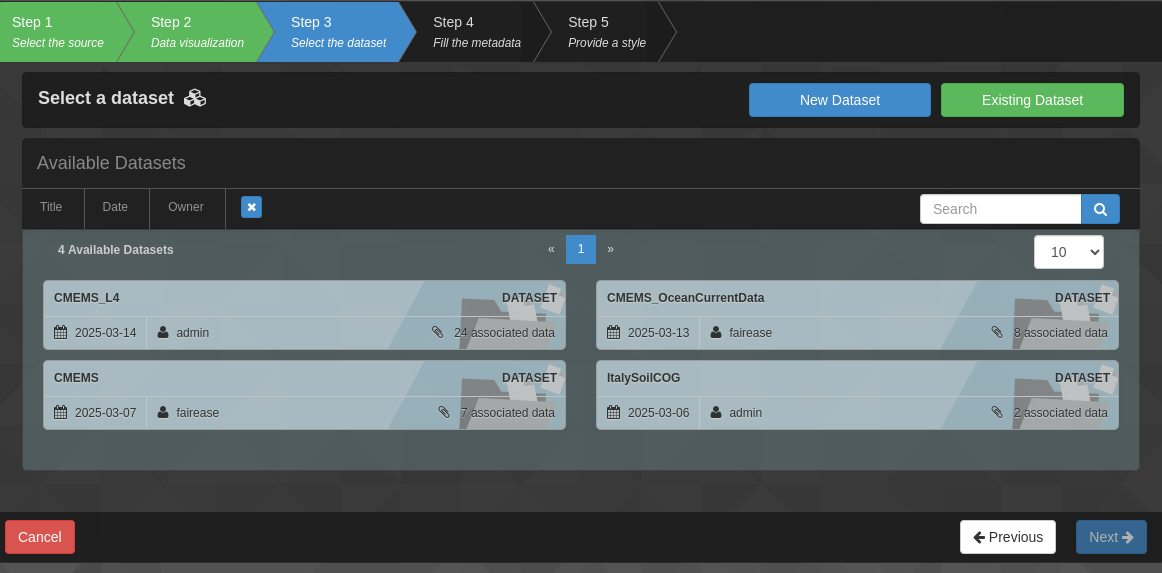 Step 1
Select the source
Step 2
Data visualization
Step 3
Select the dataset
Step 4
Fill the metadata
Step 5
Provide a style
Select a dataset
New Dataset
Existing Dataset
Available Datasets
Title
Date
Owner
Search
4 Available Datasets
« 1 »
10
CMEMS_L4 DATASET
2025-03-14 admin 24 associated data
CMEMS_OceanCurrentData DATASET
2025-03-13 fairease 8 associated data
CMEMS DATASET
2025-03-07 fairease 7 associated data
ItalySoilCOG DATASET
2025-03-06 admin 2 associated data
Cancel
Previous
Next